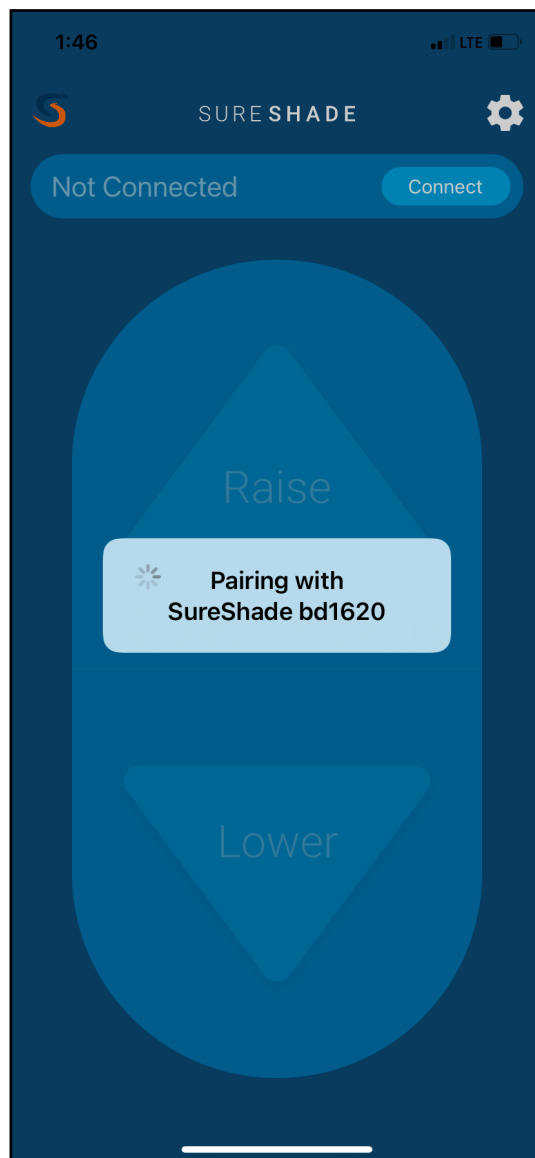 1:46
LTE
SURESHADE
Not Connected
Connect
Raise
Pairing with
SureShade bd1620
Lower